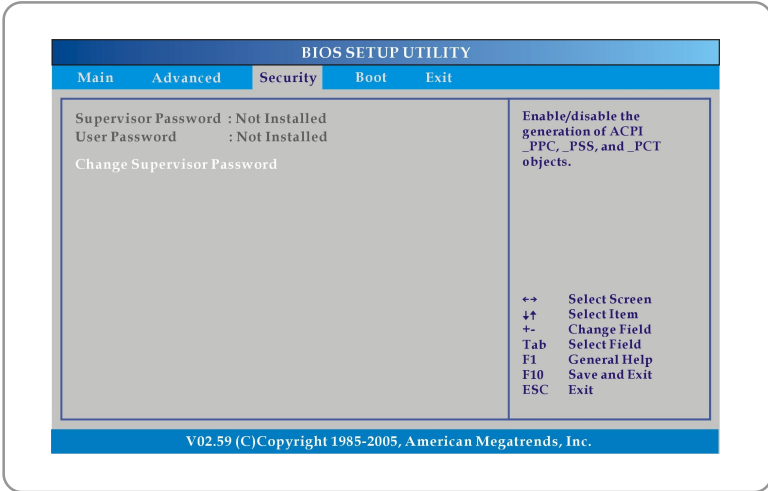 BIOS SETUP UTILITY
Main Advanced Security Boot Exit
Supervisor Password : Not Installed
User Password : Not Installed
Change Supervisor Password
Enable/disable the
generation of ACPI
_PPC, _PSS, and _PCT
objects.
←→ Select Screen
↓↑ Select Item
+- Change Field
Tab Select Field
F1 General Help
F10 Save and Exit
ESC Exit
V02.59 (C)Copyright 1985-2005, American Megatrends, Inc.